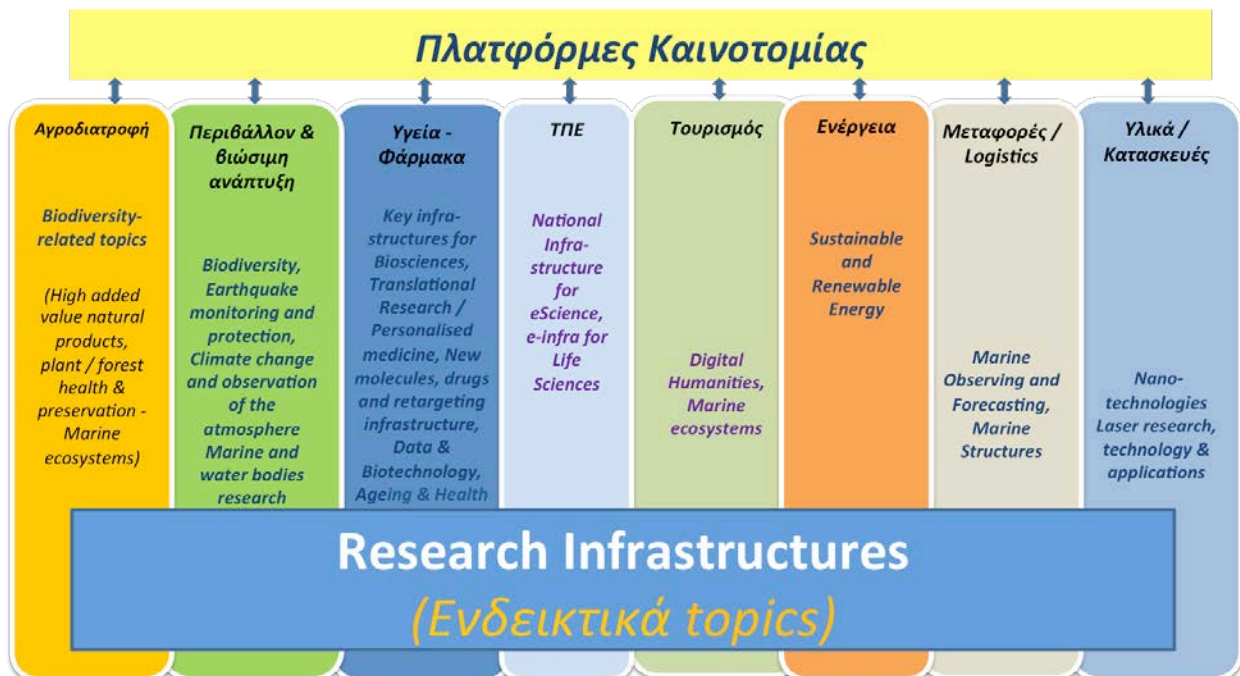 Πλατφόρμες Καινοτομίας
Αγροδιατροφή
Biodiversity-
related topics
(High added
value natural
products,
plant / forest
health &
preservation -
Marine
ecosystems)
Περιβάλλον &
βιώσιμη
ανάπτυξη
Biodiversity,
Earthquake
monitoring and
protection,
Climate change
and observation
of the
atmosphere
Marine and
water bodies
research
Υγεία -
Φάρμακα
Key infra-
structures for
Biosciences,
Translational
Research /
Personalised
medicine, New
molecules, drugs
and retargeting
infrastructure,
Data &
Biotechnology,
Ageing & Health
ΤΠΕ
National
Infra-
structure
for
eScience,
e-infra for
Life
Sciences
Τουρισμός
Digital
Humanities,
Marine
ecosystems
Ενέργεια
Sustainable
and
Renewable
Energy
Μεταφορές /
Logistics
Marine
Observing and
Forecasting,
Marine
Structures
Υλικά /
Κατασκευές
Nano-
technologies
Laser research,
technology &
applications
Research Infrastructures
(Ενδεικτικά topics)